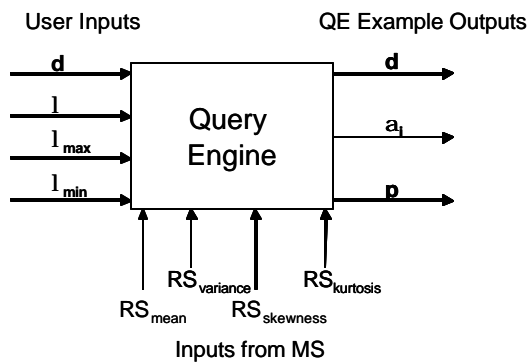 User Inputs
QE Example Outputs
d
l
l max
l min
Query
Engine
d
a i
p
RS mean
RS variance
RS skewness
RS kurtosis
Inputs from MS